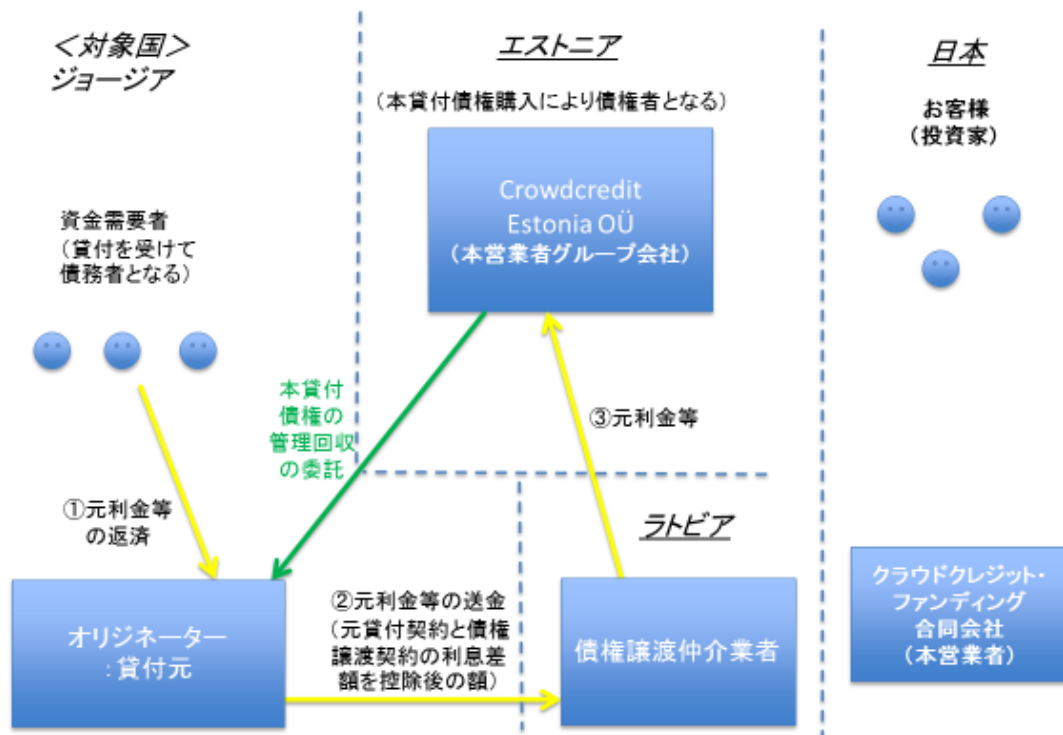 <対象国>
ジョージア
エストニア
日本
(本貸付債権購入により債権者となる)
お客様
(投資家)
Crowdcredit
Estonia OÜ
(本営業者グループ会社)
資金需要者
(貸付を受けて
債務者となる)
本貸付
債権の
管理回収
の委託
③元利金等
①元利金等
の返済
ラトビア
オリジネーター
:貸付元
②元利金等の送金
(元貸付契約と債権
譲渡契約の利息差
額を控除後の額)
債権譲渡仲介業者
クラウドクレジット・
ファンディング
合同会社
(本営業者)